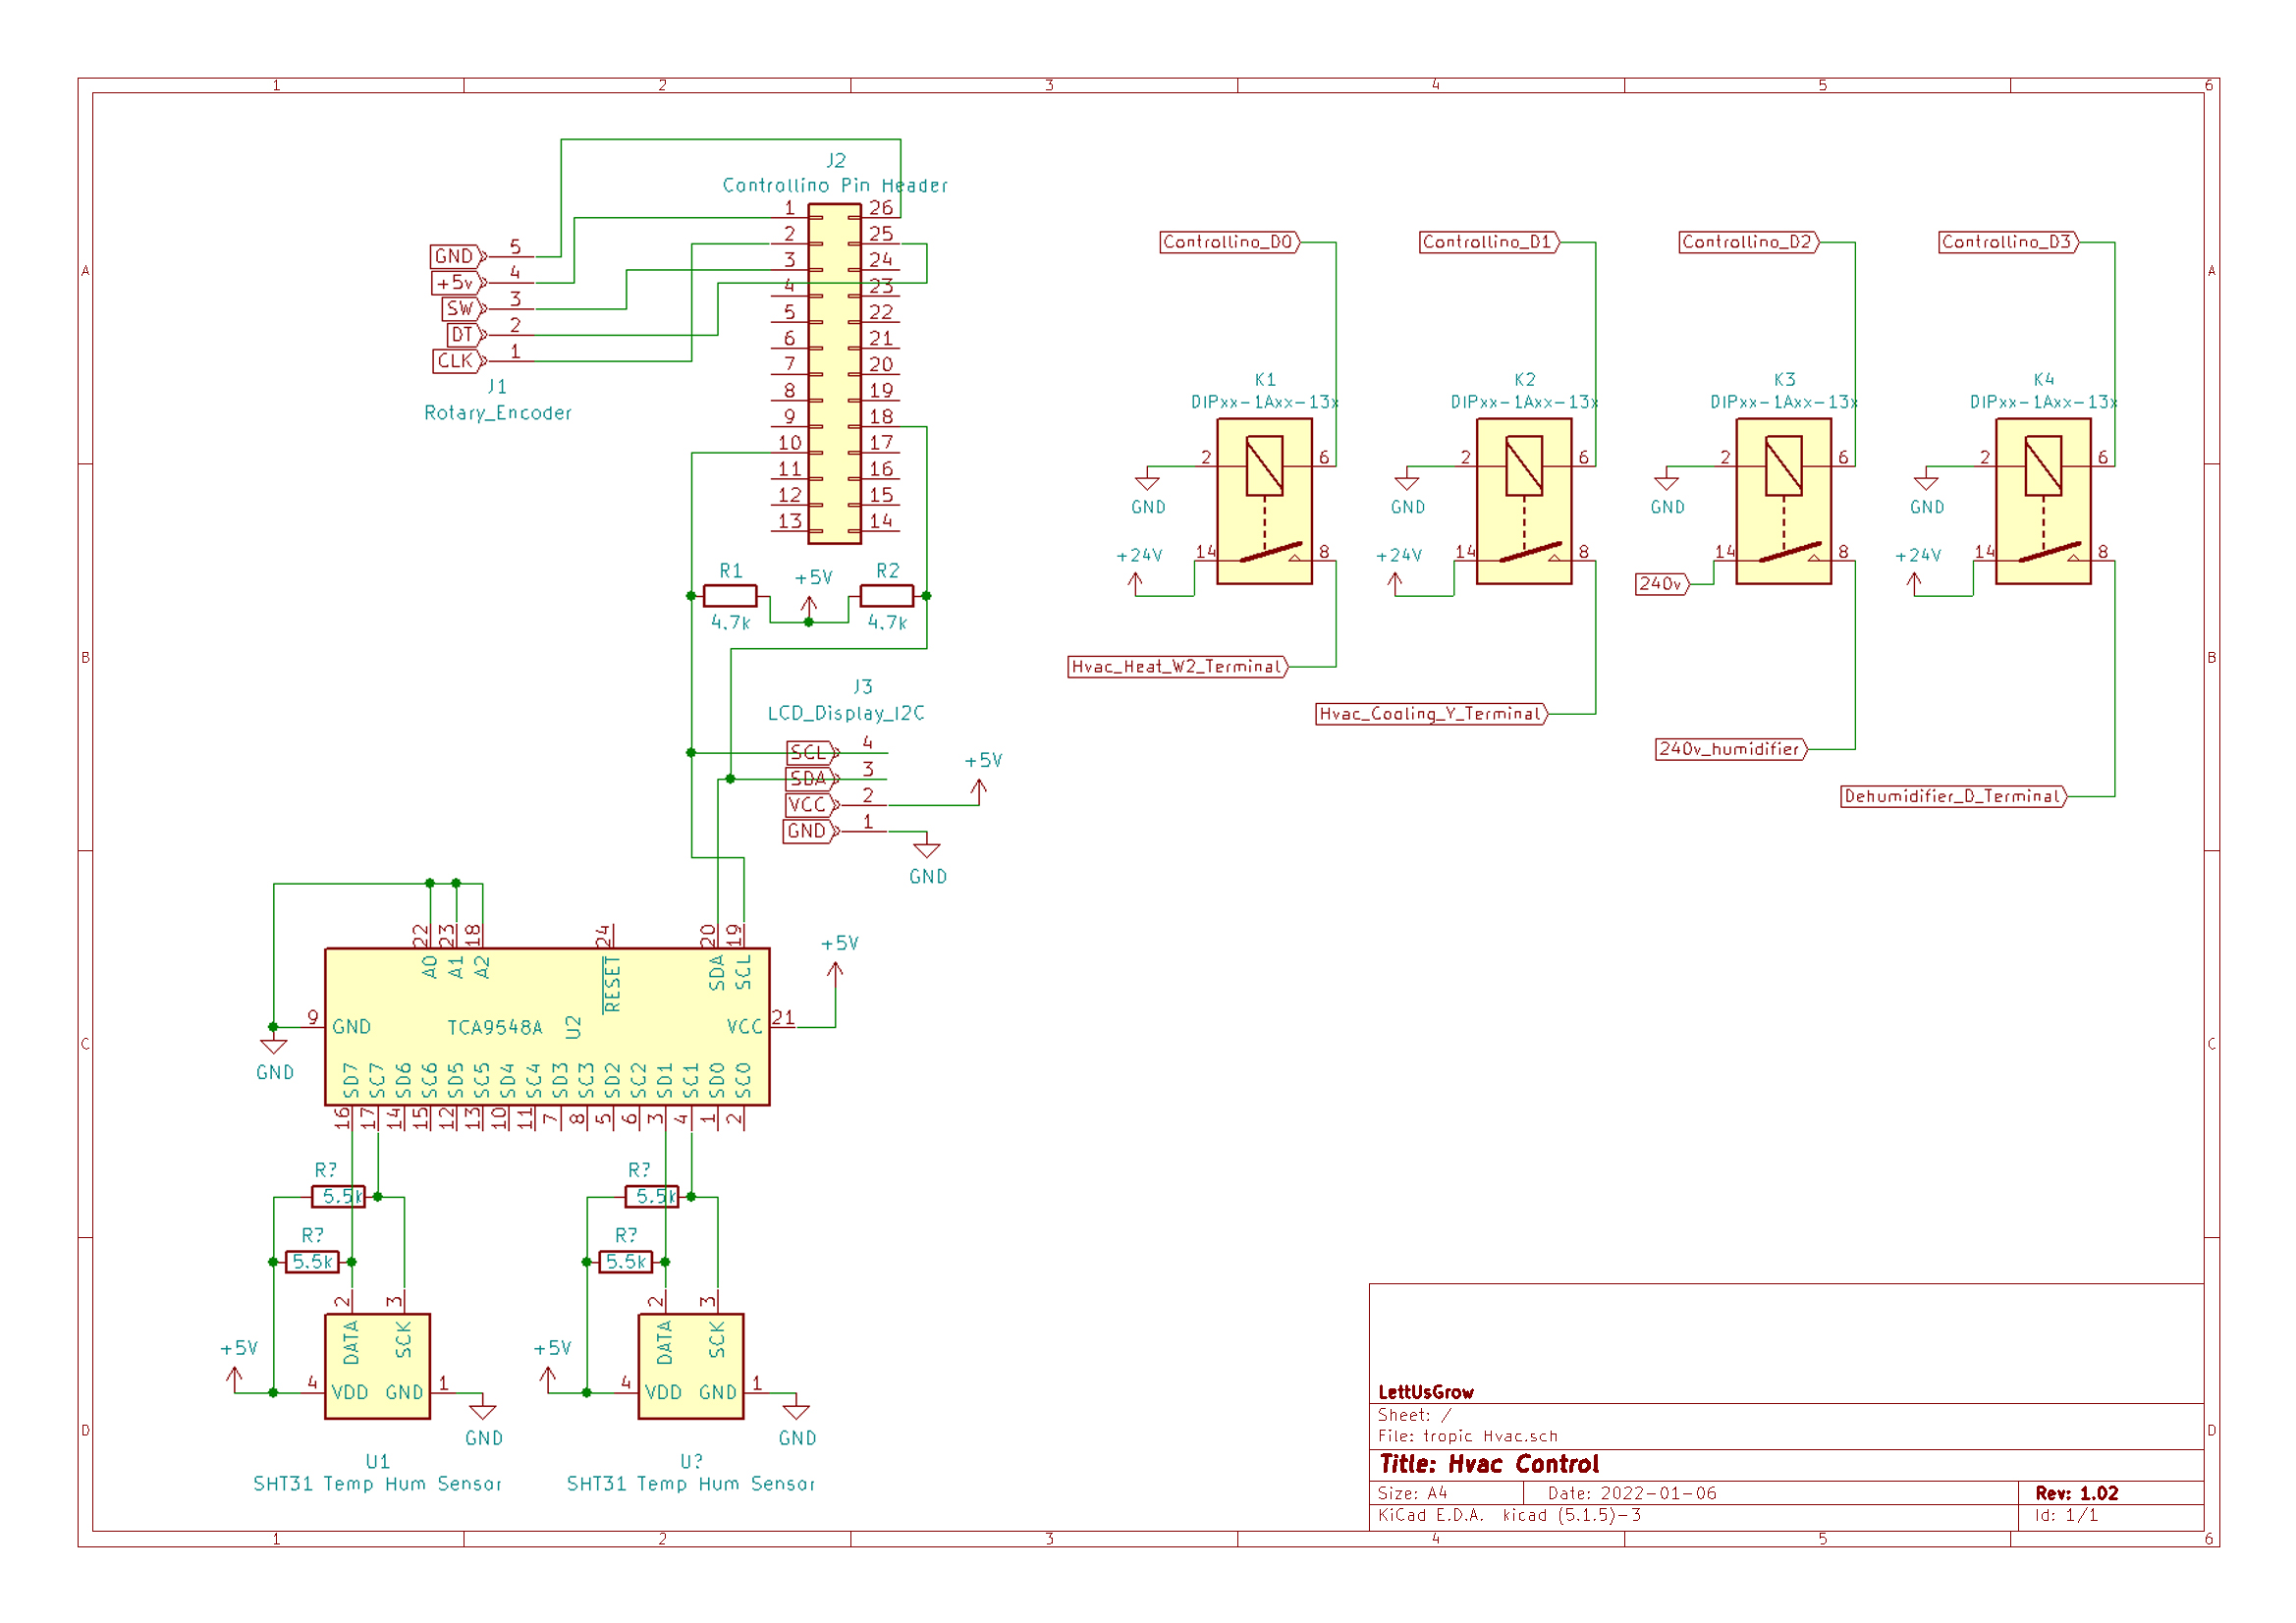 1 2 3 4 5 6
A
B
C
D
A
B
C
D
1 2 3 4 5 6
J2
Controllino Pin Header
1 26
2 25
3 24
4 23
5 22
6 21
7 20
8 19
9 18
10 17
11 16
12 15
13 14
GND 5
+5v 4
SW 3
DT 2
CLK 1
J1
Rotary_Encoder
R1
4.7k
+5V
R2
4.7k
J3
LCD_Display_I2C
SCL 4
SDA 3
VCC 2
GND 1
+5V
GND
Controllino_D0
K1
DIPxx-1Axx-13x
2 6
GND
+24V
14 8
Hvac_Heat_W2_Terminal
Controllino_D1
K2
DIPxx-1Axx-13x
2 6
GND
+24V
14 8
Hvac_Cooling_Y_Terminal
Controllino_D2
K3
DIPxx-1Axx-13x
2 6
GND
14 8
240v
240v_humidifier
Controllino_D3
K4
DIPxx-1Axx-13x
2 6
GND
+24V
14 8
Dehumidifier_D_Terminal
22 23 18 24 20 19
A0 A1 A2 RESET SDA SCL
+5V
9 GND TCA9548A U2 VCC 21
GND
SD7 SC7 SD6 SC6 SD5 SC5 SD4 SC4 SD3 SC3 SD2 SC2 SD1 SC1 SD0 SC0
16 17 14 15 12 13 10 11 7 8 5 6 3 4 1 2
R?
5.5k
R?
5.5k
2 3
DATA SCK
+5V
4 VDD GND 1
GND
U1
SHT31 Temp Hum Sensor
R?
5.5k
R?
5.5k
2 3
DATA SCK
+5V
4 VDD GND 1
GND
U?
SHT31 Temp Hum Sensor
LettUsGrow
Sheet: /
File: tropic Hvac.sch
Title: Hvac Control
Size: A4 Date: 2022-01-06 Rev: 1.02
KiCad E.D.A. kicad (5.1.5)-3 Id: 1/1